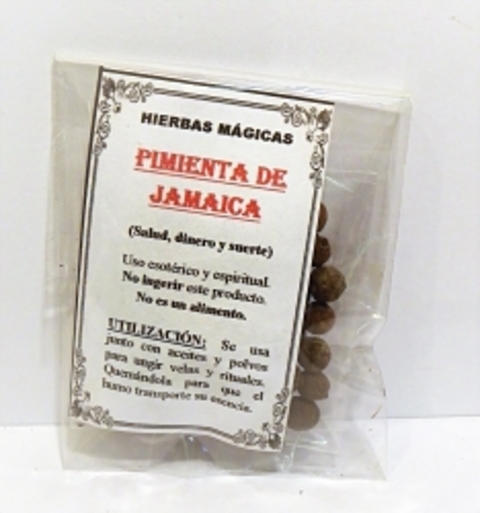 HIERBAS MÁGICAS
PIMIENTA DE
JAMAICA
(Salud, dinero y suerte)
Uso esotérico y espiritual.
No ingerir este producto.
No es un alimento.
UTILIZACIÓN: Se usa
junto con aceites y polvos
para ungir velas y rituales.
Quemándola para que el
humo transporte su esencia.